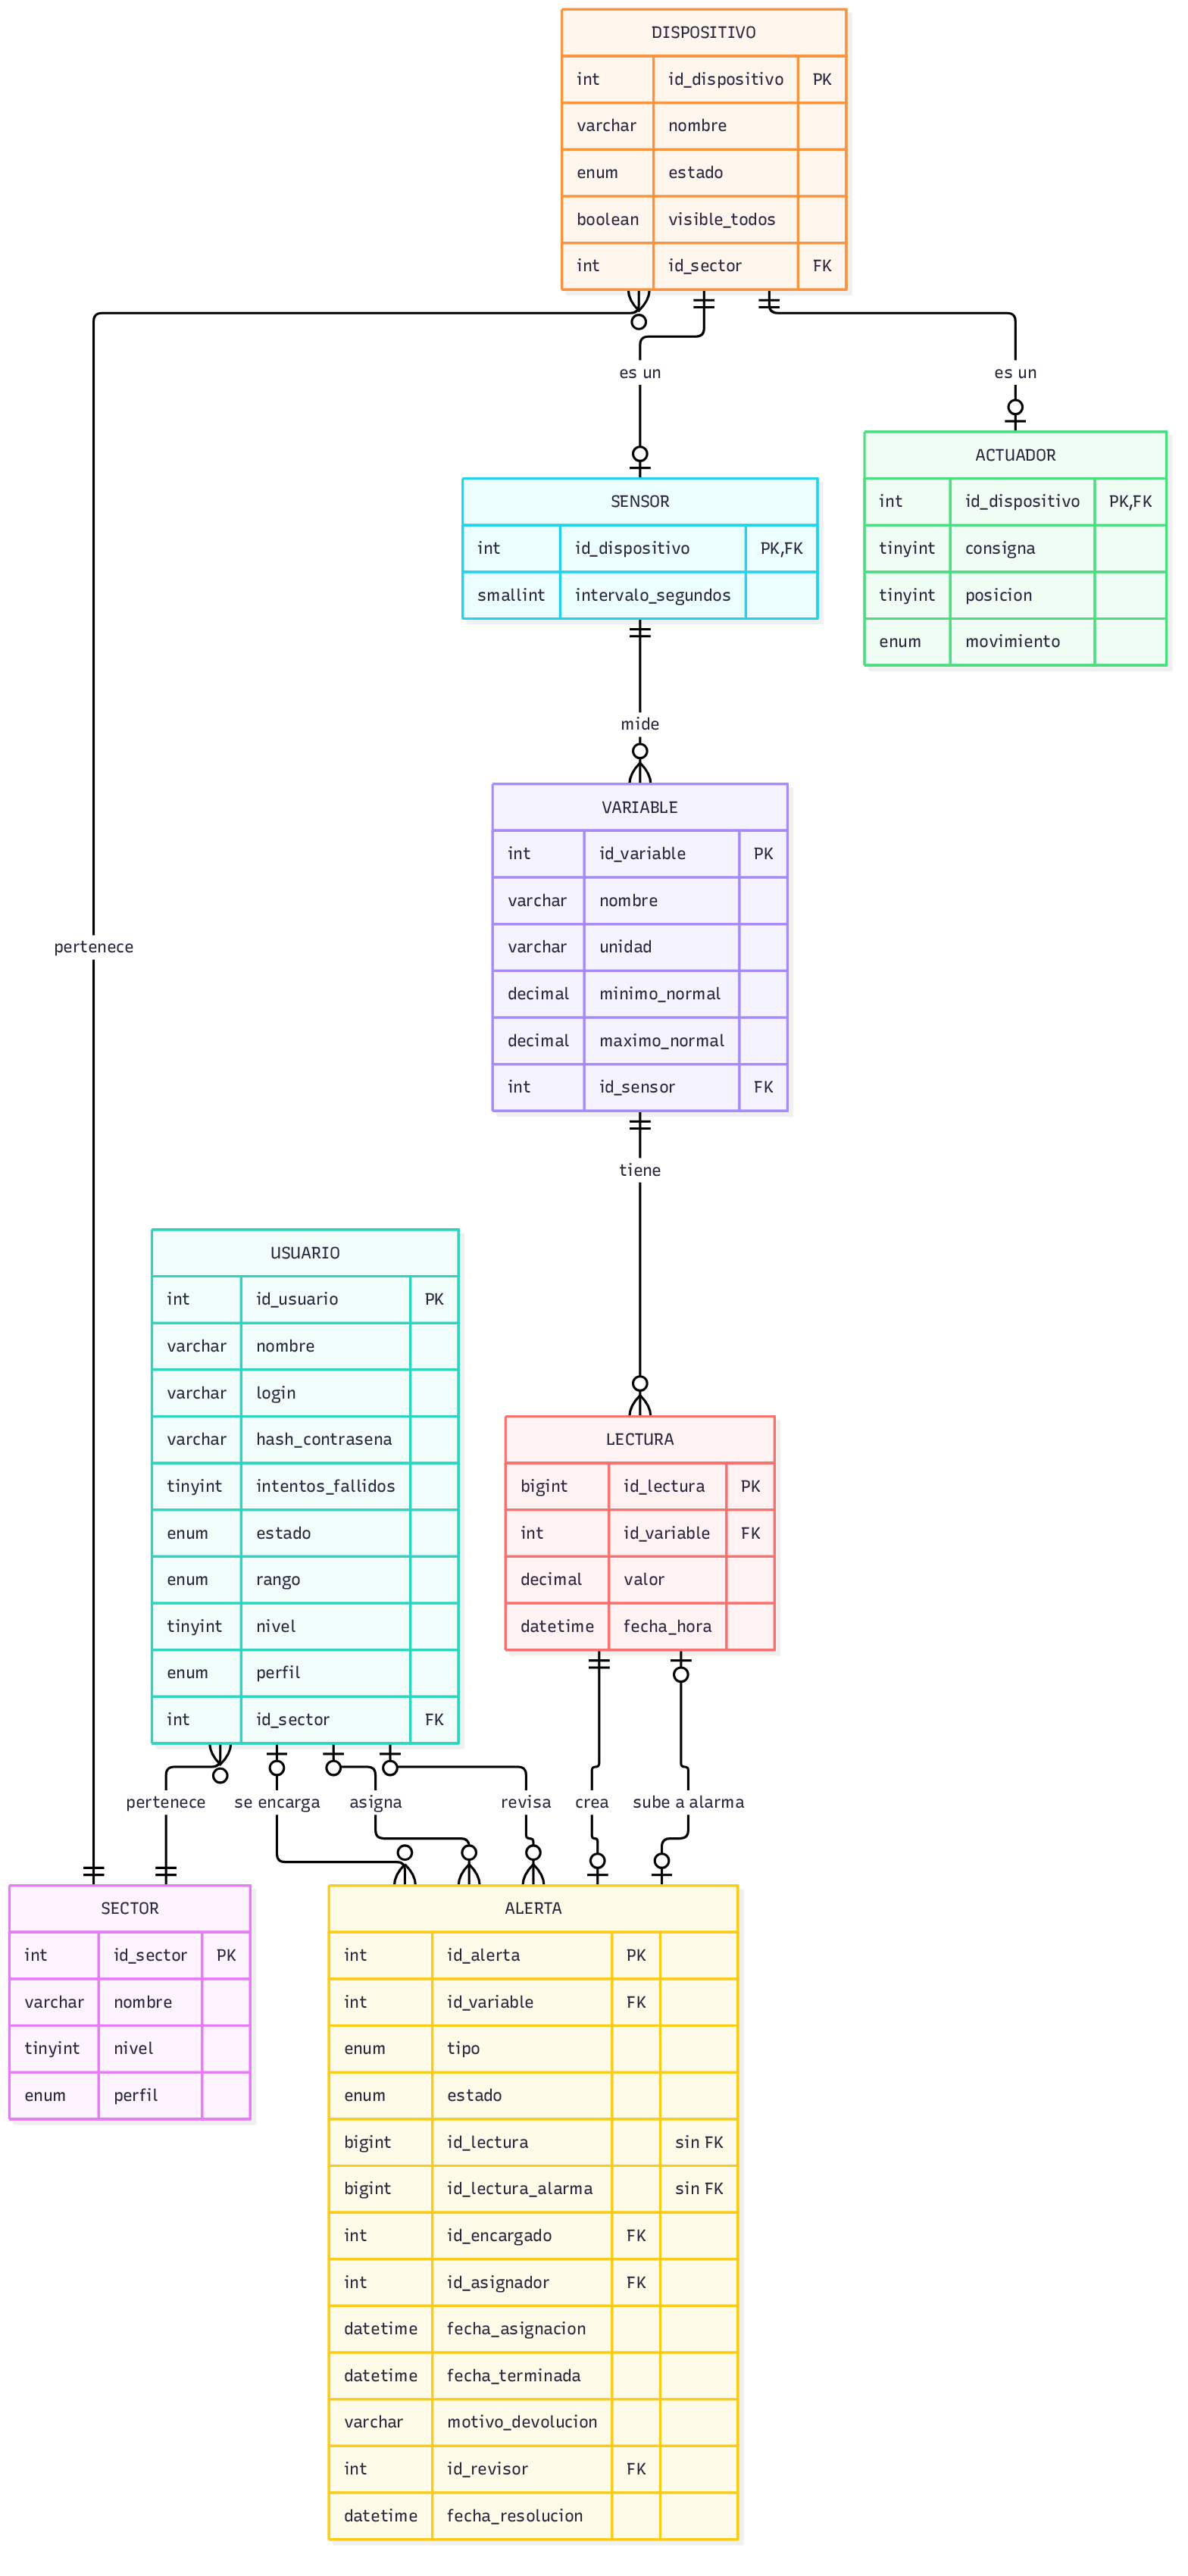 DISPOSITIVO
int id_dispositivo PK
varchar nombre
enum estado
boolean visible_todos
int id_sector FK
es un
es un
ACTUADOR
int id_dispositivo PK,FK
tinyint consigna
tinyint posicion
enum movimiento
SENSOR
int id_dispositivo PK,FK
smallint intervalo_segundos
mide
VARIABLE
int id_variable PK
varchar nombre
varchar unidad
decimal minimo_normal
decimal maximo_normal
int id_sensor FK
pertenece
tiene
USUARIO
int id_usuario PK
varchar nombre
varchar login
varchar hash_contrasena
tinyint intentos_fallidos
enum estado
enum rango
tinyint nivel
enum perfil
int id_sector FK
LECTURA
bigint id_lectura PK
int id_variable FK
decimal valor
datetime fecha_hora
pertenece se encarga asigna revisa crea sube a alarma
SECTOR
int id_sector PK
varchar nombre
tinyint nivel
enum perfil
ALERTA
int id_alerta PK
int id_variable FK
enum tipo
enum estado
bigint id_lectura sin FK
bigint id_lectura_alarma sin FK
int id_encargado FK
int id_asignador FK
datetime fecha_asignacion
datetime fecha_terminada
varchar motivo_devolucion
int id_revisor FK
datetime fecha_resolucion